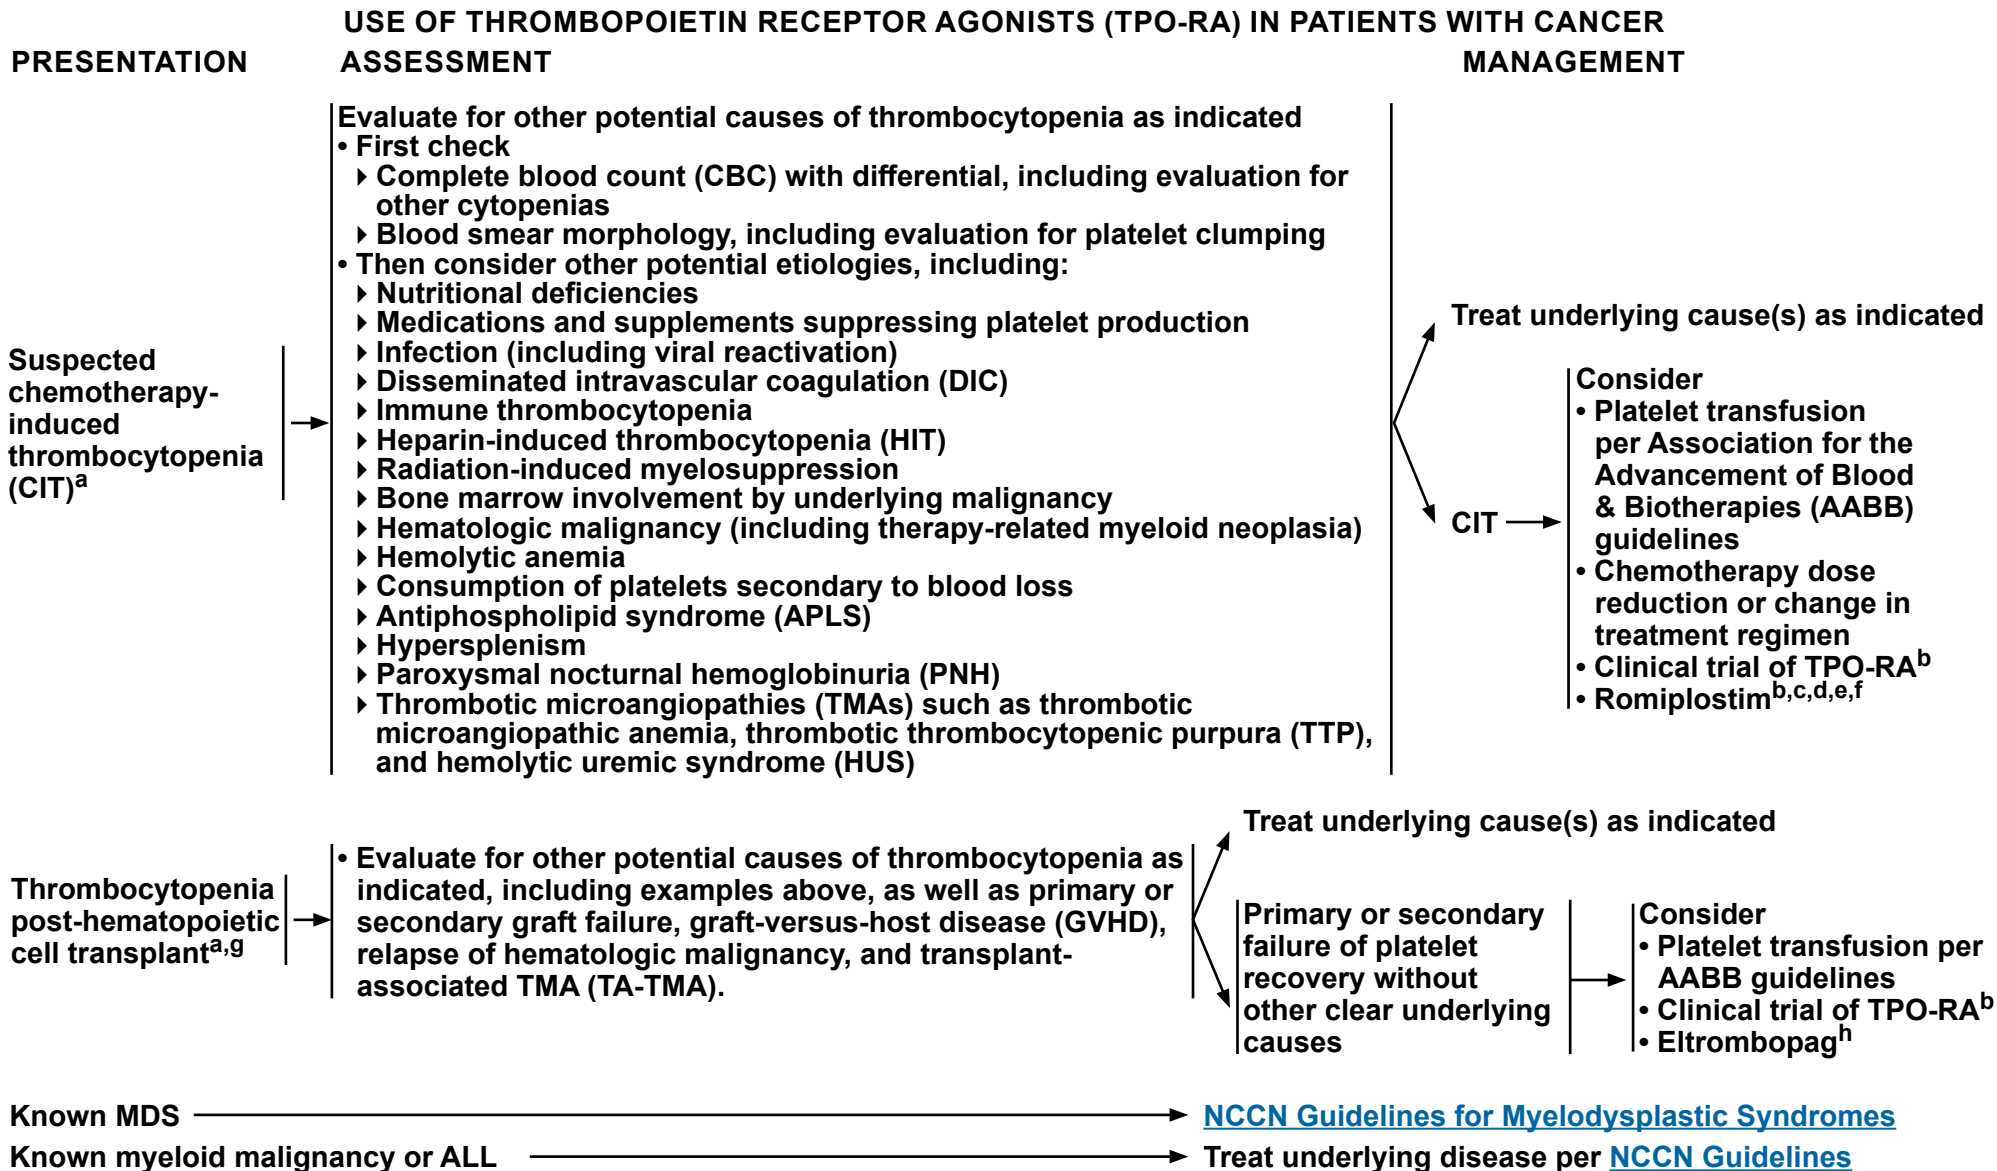 USE OF THROMBOPOIETIN RECEPTOR AGONISTS (TPO-RA) IN PATIENTS WITH CANCER
PRESENTATION
ASSESSMENT
MANAGEMENT
Suspected
chemotherapy-
induced
thrombocytopenia
(CIT)a
Evaluate for other potential causes of thrombocytopenia as indicated
• First check
▸ Complete blood count (CBC) with differential, including evaluation for
other cytopenias
▸ Blood smear morphology, including evaluation for platelet clumping
• Then consider other potential etiologies, including:
▸ Nutritional deficiencies
▸ Medications and supplements suppressing platelet production
▸ Infection (including viral reactivation)
▸ Disseminated intravascular coagulation (DIC)
▸ Immune thrombocytopenia
▸ Heparin-induced thrombocytopenia (HIT)
▸ Radiation-induced myelosuppression
▸ Bone marrow involvement by underlying malignancy
▸ Hematologic malignancy (including therapy-related myeloid neoplasia)
▸ Hemolytic anemia
▸ Consumption of platelets secondary to blood loss
▸ Antiphospholipid syndrome (APLS)
▸ Hypersplenism
▸ Paroxysmal nocturnal hemoglobinuria (PNH)
▸ Thrombotic microangiopathies (TMAs) such as thrombotic
microangiopathic anemia, thrombotic thrombocytopenic purpura (TTP),
and hemolytic uremic syndrome (HUS)
Treat underlying cause(s) as indicated
CIT
Consider
• Platelet transfusion
per Association for the
Advancement of Blood
& Biotherapies (AABB)
guidelines
• Chemotherapy dose
reduction or change in
treatment regimen
• Clinical trial of TPO-RAb
• Romiplostimb,c,d,e,f
Thrombocytopenia
post-hematopoietic
cell transplanta,g
• Evaluate for other potential causes of thrombocytopenia as
indicated, including examples above, as well as primary or
secondary graft failure, graft-versus-host disease (GVHD),
relapse of hematologic malignancy, and transplant-
associated TMA (TA-TMA).
Treat underlying cause(s) as indicated
Primary or secondary
failure of platelet
recovery without
other clear underlying
causes
Consider
• Platelet transfusion per
AABB guidelines
• Clinical trial of TPO-RAb
• Eltrombopagh
Known MDS
NCCN Guidelines for Myelodysplastic Syndromes
Known myeloid malignancy or ALL
Treat underlying disease per NCCN Guidelines